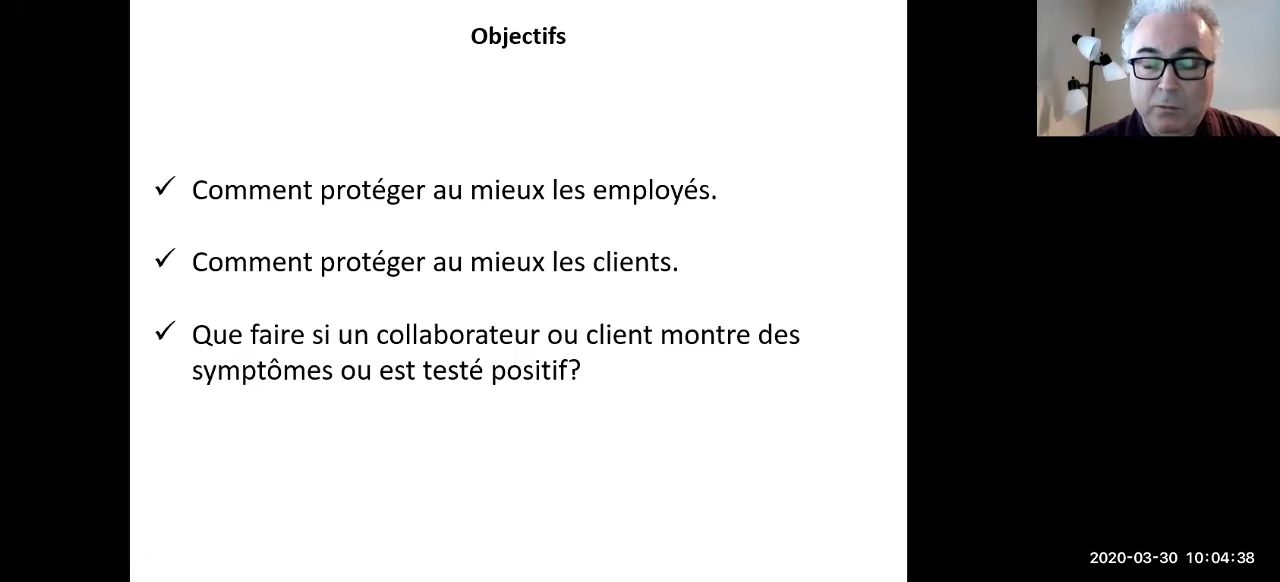 Objectifs
✓ Comment protéger au mieux les employés.
✓ Comment protéger au mieux les clients.
✓ Que faire si un collaborateur ou client montre des
symptômes ou est testé positif?
2020-03-30 10:04:38